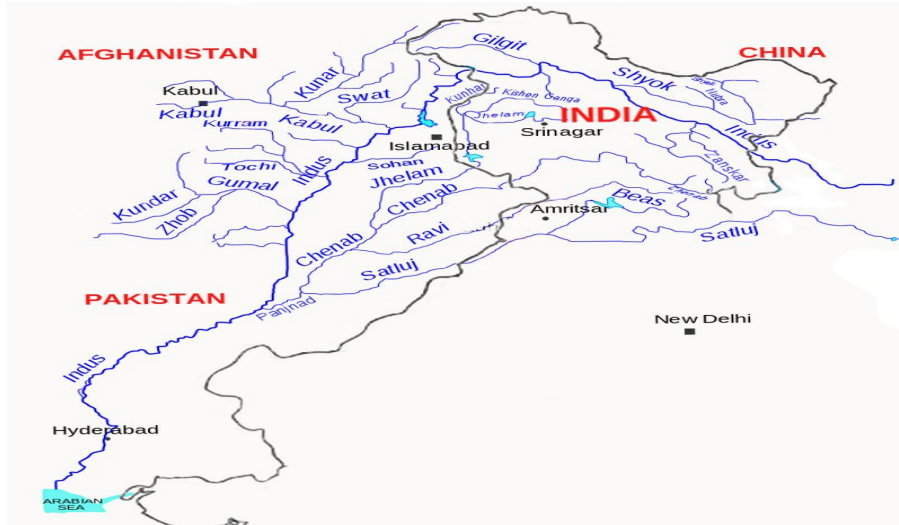 Gilgit
AFGHANISTAN
CHINA
Kunar
Shyok
Nubra
Kabul
Swat
Kunhar
Kishen Ganga
Kabul
Kabul
Kurram
Jhelam
INDIA
Srinagar
Indus
Islamabad
Zanskar
Tochi
Indus
Sohan
Gumal
Jhelam
Kundar
Chenab
Beas
Zhob
Amritsar
Chenab
Ravi
Satluj
Satluj
PAKISTAN
Panjnad
New Delhi
Indus
Hyderabad
ARABIAN
SEA